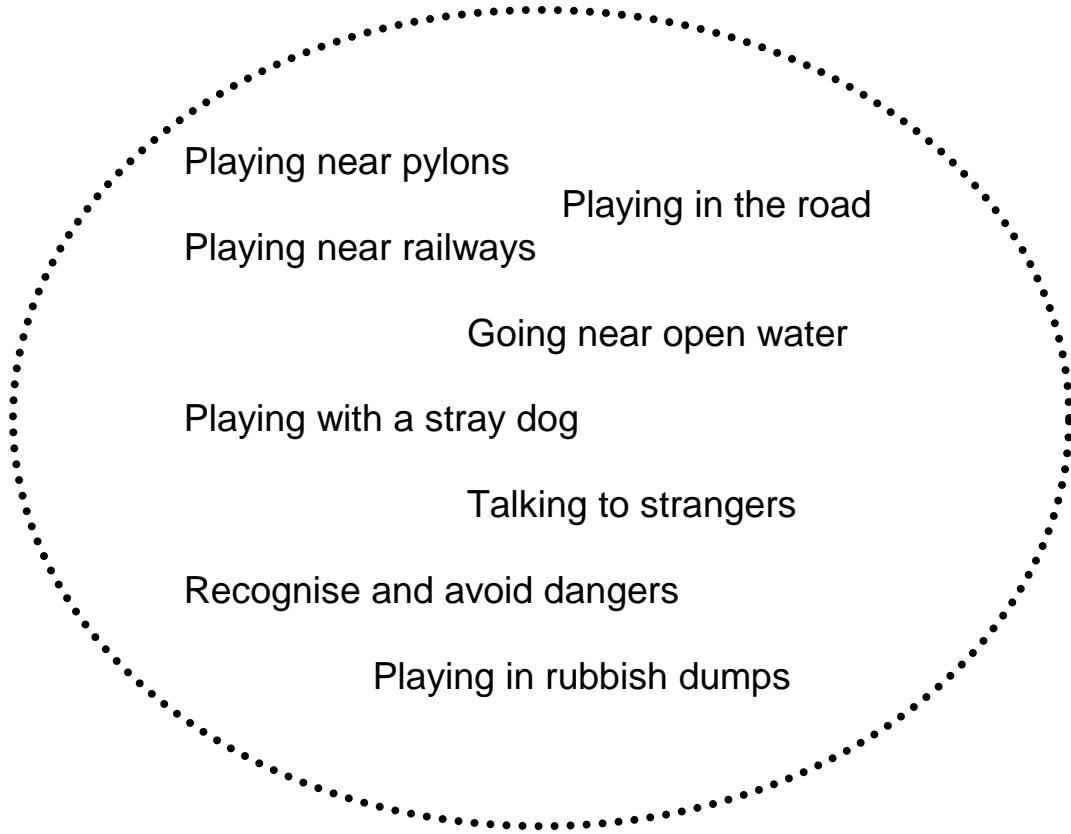 Playing near pylons
Playing in the road
Playing near railways
Going near open water
Playing with a stray dog
Talking to strangers
Recognise and avoid dangers
Playing in rubbish dumps